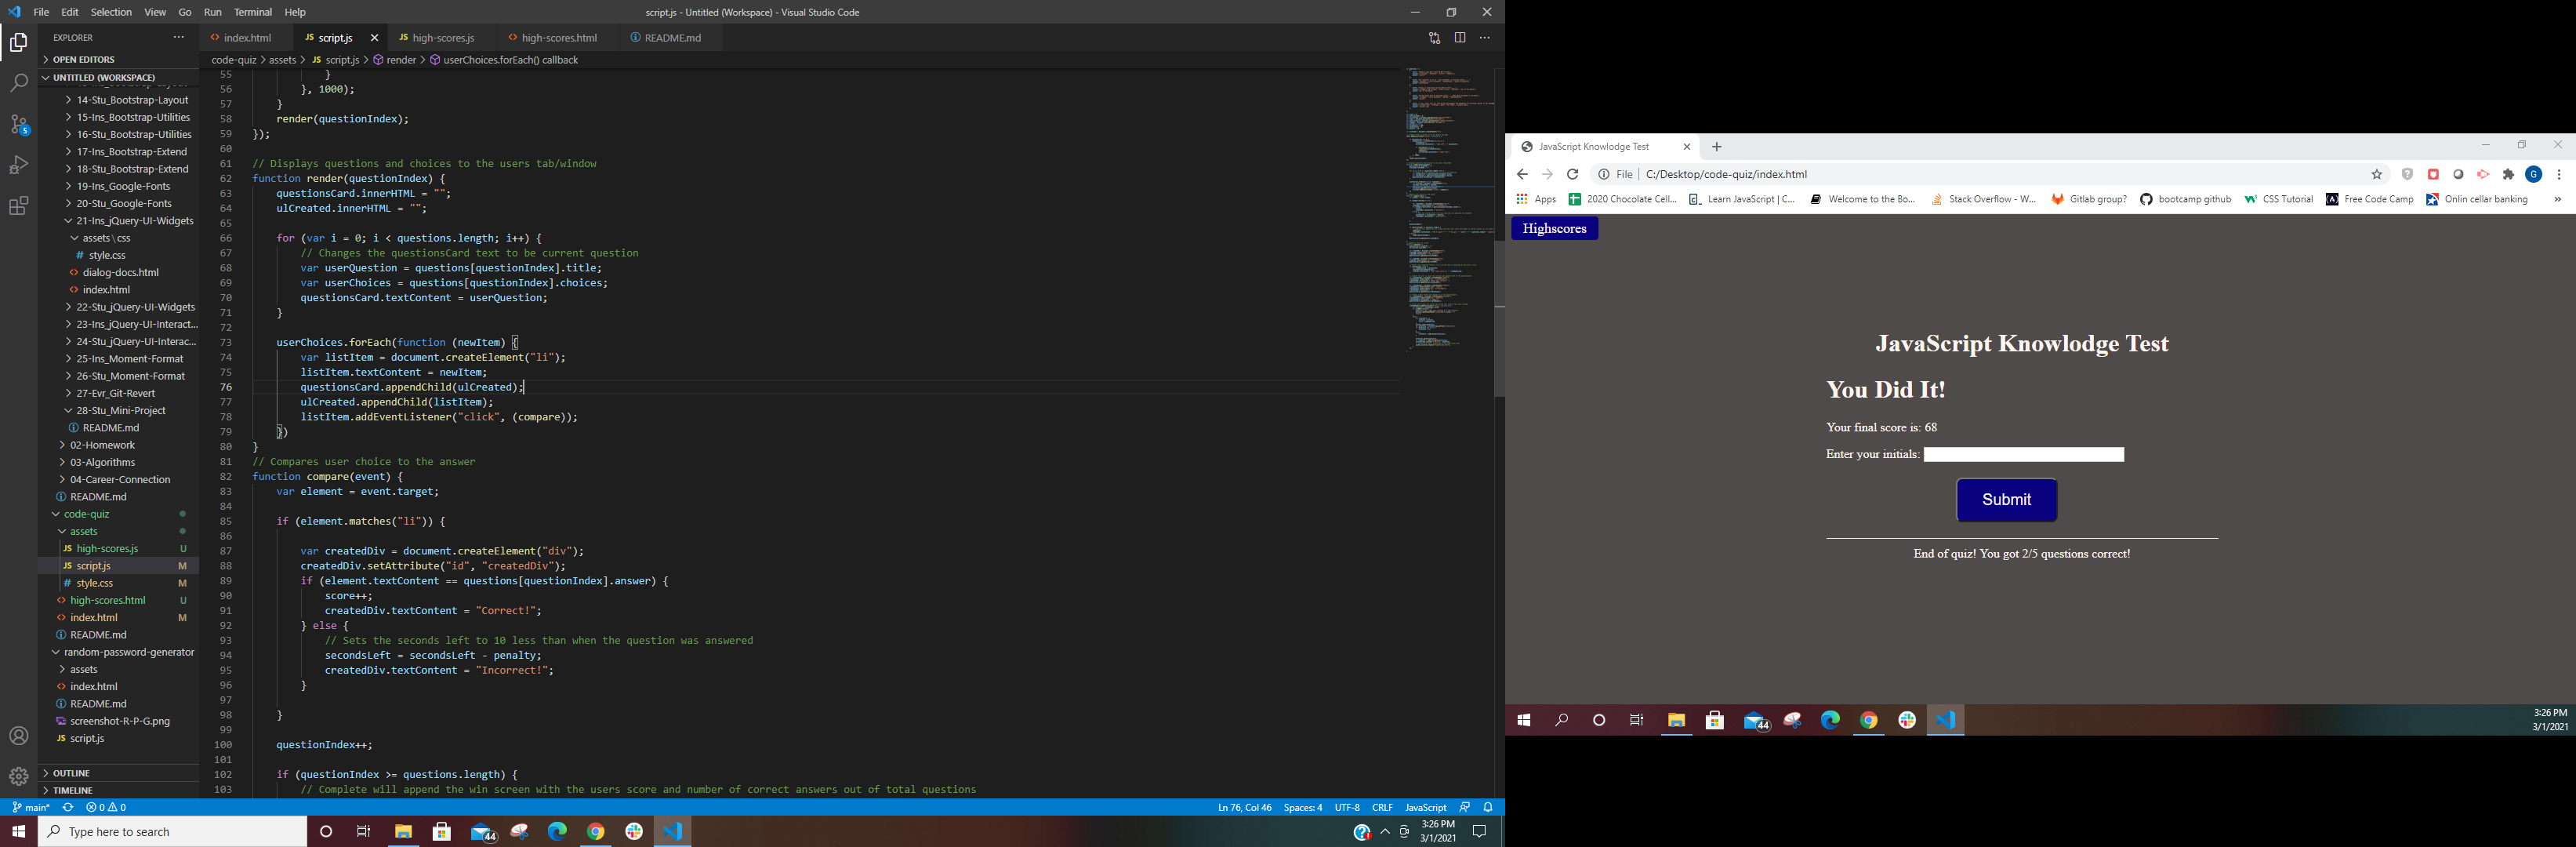 File Edit Selection View Go Run Terminal Help
script.js - Untitled (Workspace) - Visual Studio Code
EXPLORER
OPEN EDITORS
UNTITLED (WORKSPACE)
14-Stu_Bootstrap-Layout
15-Ins_Bootstrap-Utilities
16-Stu_Bootstrap-Utilities
17-Ins_Bootstrap-Extend
18-Stu_Bootstrap-Extend
19-Ins_Google-Fonts
20-Stu_Google-Fonts
21-Ins_jQuery-UI-Widgets
assets\css
# style.css
<> dialog-docs.html
<> index.html
22-Stu_jQuery-UI-Widgets
23-Ins_jQuery-UI-Interact...
24-Stu_jQuery-UI-Interac...
25-Ins_Moment-Format
26-Stu_Moment-Format
27-Evr_Git-Revert
28-Stu_Mini-Project
README.md
02-Homework
03-Algorithms
04-Career-Connection
README.md
code-quiz
assets
JS high-scores.js U
JS script.js M
# style.css M
<> high-scores.html U
<> index.html M
README.md
random-password-generator
assets
<> index.html
README.md
screenshot-R-P-G.png
JS script.js
OUTLINE
TIMELINE
5
<> index.html
JS script.js
JS high-scores.js
<> high-scores.html
README.md
code-quiz > assets > JS script.js > render > userChoices.forEach() callback
55 }
56 }, 1000);
57 }
58 render(questionIndex);
59 });
60
61 // Displays questions and choices to the users tab/window
62 function render(questionIndex) {
63 questionsCard.innerHTML = "";
64 ulCreated.innerHTML = "";
65
66 for (var i = 0; i < questions.length; i++) {
67 // Changes the questionsCard text to be current question
68 var userQuestion = questions[questionIndex].title;
69 var userChoices = questions[questionIndex].choices;
70 questionsCard.textContent = userQuestion;
71 }
72
73 userChoices.forEach(function (newItem) {
74 var listItem = document.createElement("li");
75 listItem.textContent = newItem;
76 questionsCard.appendChild(ulCreated);
77 ulCreated.appendChild(listItem);
78 listItem.addEventListener("click", (compare));
79 })
80 }
81 // Compares user choice to the answer
82 function compare(event) {
83 var element = event.target;
84
85 if (element.matches("li")) {
86
87 var createdDiv = document.createElement("div");
88 createdDiv.setAttribute("id", "createdDiv");
89 if (element.textContent == questions[questionIndex].answer) {
90 score++;
91 createdDiv.textContent = "Correct!";
92 } else {
93 // Sets the seconds left to 10 less than when the question was answered
94 secondsLeft = secondsLeft - penalty;
95 createdDiv.textContent = "Incorrect!";
96 }
97
98 }
99
100 questionIndex++;
101
102 if (questionIndex >= questions.length) {
103 // Complete will append the win screen with the users score and number of correct answers out of total questions
main* 0 0
Ln 76, Col 46 Spaces: 4 UTF-8 CRLF JavaScript
Type here to search
44
3:26 PM
3/1/2021
JavaScript Knowlodge Test
File C:/Desktop/code-quiz/index.html
G
Apps 2020 Chocolate Cell... Learn JavaScript | C... Welcome to the Bo... Stack Overflow - W... Gitlab group? bootcamp github CSS Tutorial Free Code Camp Onlin cellar banking »
Highscores
JavaScript Knowlodge Test
You Did It!
Your final score is: 68
Enter your initials:
Submit
End of quiz! You got 2/5 questions correct!
44
3:26 PM
3/1/2021